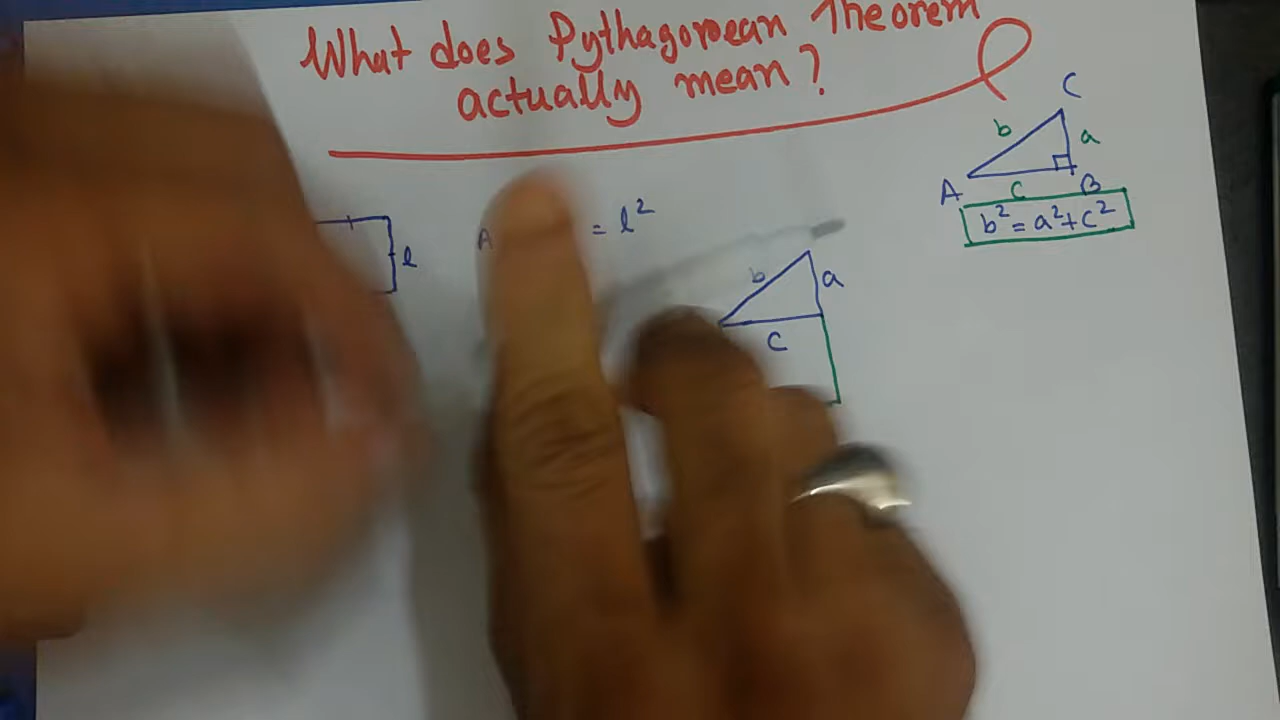 What does Pythagorean Theorem
actually mean?
C
b
a
A
c
B
b² = a² + c²
l
A
= l²
b
a
c